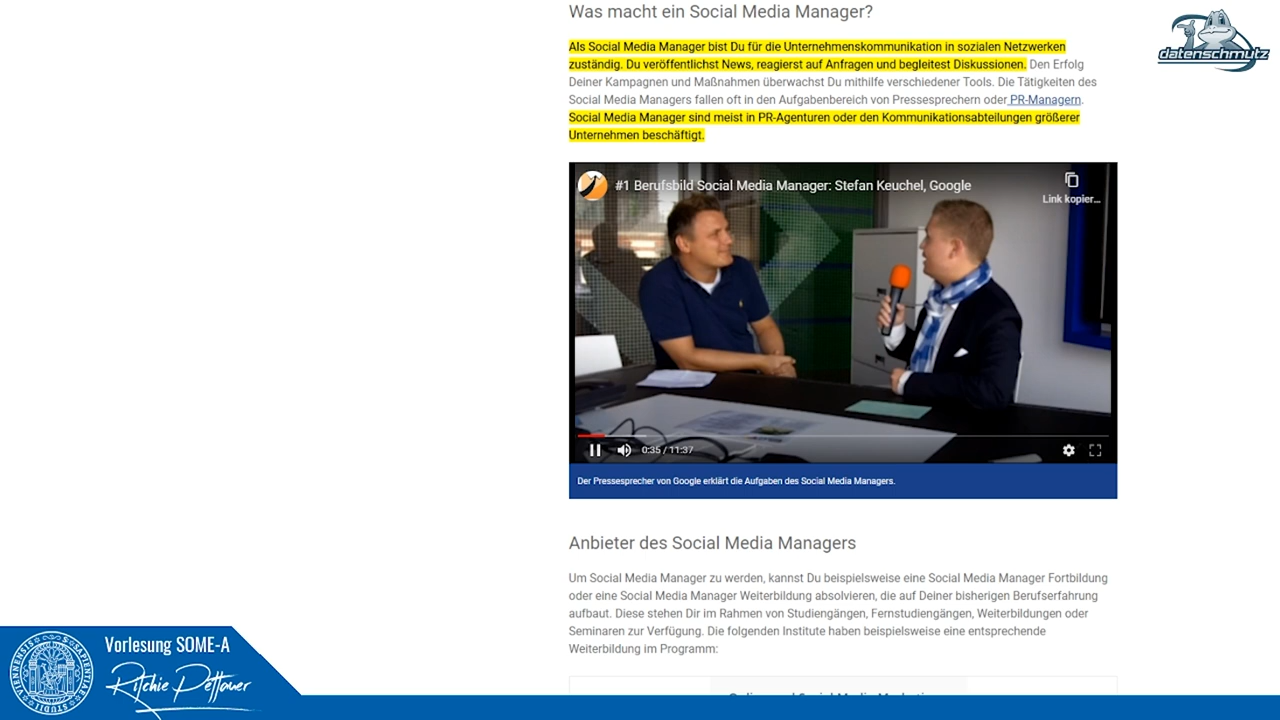 Was macht ein Social Media Manager?
datenschmutz
Als Social Media Manager bist Du für die Unternehmenskommunikation in sozialen Netzwerken
zuständig. Du veröffentlichst News, reagierst auf Anfragen und begleitest Diskussionen. Den Erfolg
Deiner Kampagnen und Maßnahmen überwachst Du mithilfe verschiedener Tools. Die Tätigkeiten des
Social Media Managers fallen oft in den Aufgabenbereich von Pressesprechern oder PR-Managern.
Social Media Manager sind meist in PR-Agenturen oder den Kommunikationsabteilungen größerer
Unternehmen beschäftigt.
#1 Berufsbild Social Media Manager: Stefan Keuchel, Google
Link kopier...
0:35 / 11:37
Der Pressesprecher von Google erklärt die Aufgaben des Social Media Managers.
Anbieter des Social Media Managers
Um Social Media Manager zu werden, kannst Du beispielsweise eine Social Media Manager Fortbildung
oder eine Social Media Manager Weiterbildung absolvieren, die auf Deiner bisherigen Berufserfahrung
aufbaut. Diese stehen Dir im Rahmen von Studiengängen, Fernstudiengängen, Weiterbildungen oder
Seminaren zur Verfügung. Die folgenden Institute haben beispielsweise eine entsprechende
Weiterbildung im Programm:
Vorlesung SOME-A
Ritchie Pettauer